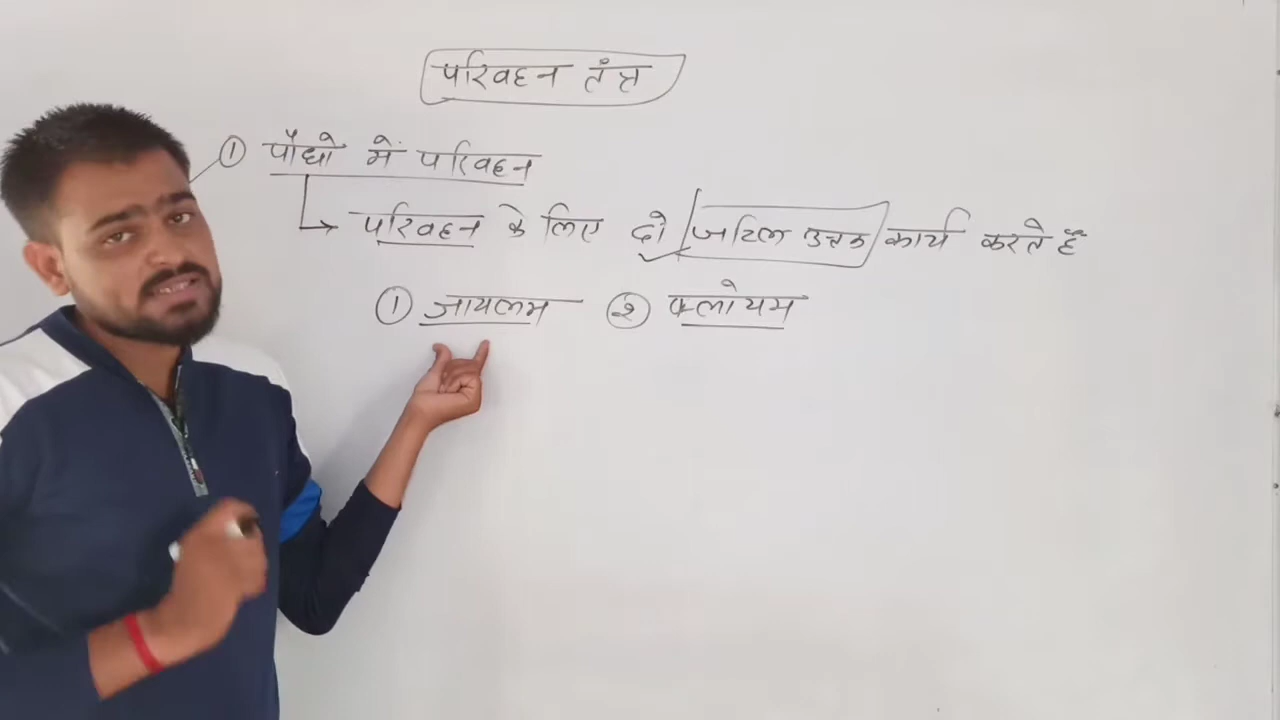 परिवहन तंत्र
① पौधो में परिवहन
परिवहन के लिए दो जटिल उत्तक कार्य करते है
① जायलम ② फ्लोयम